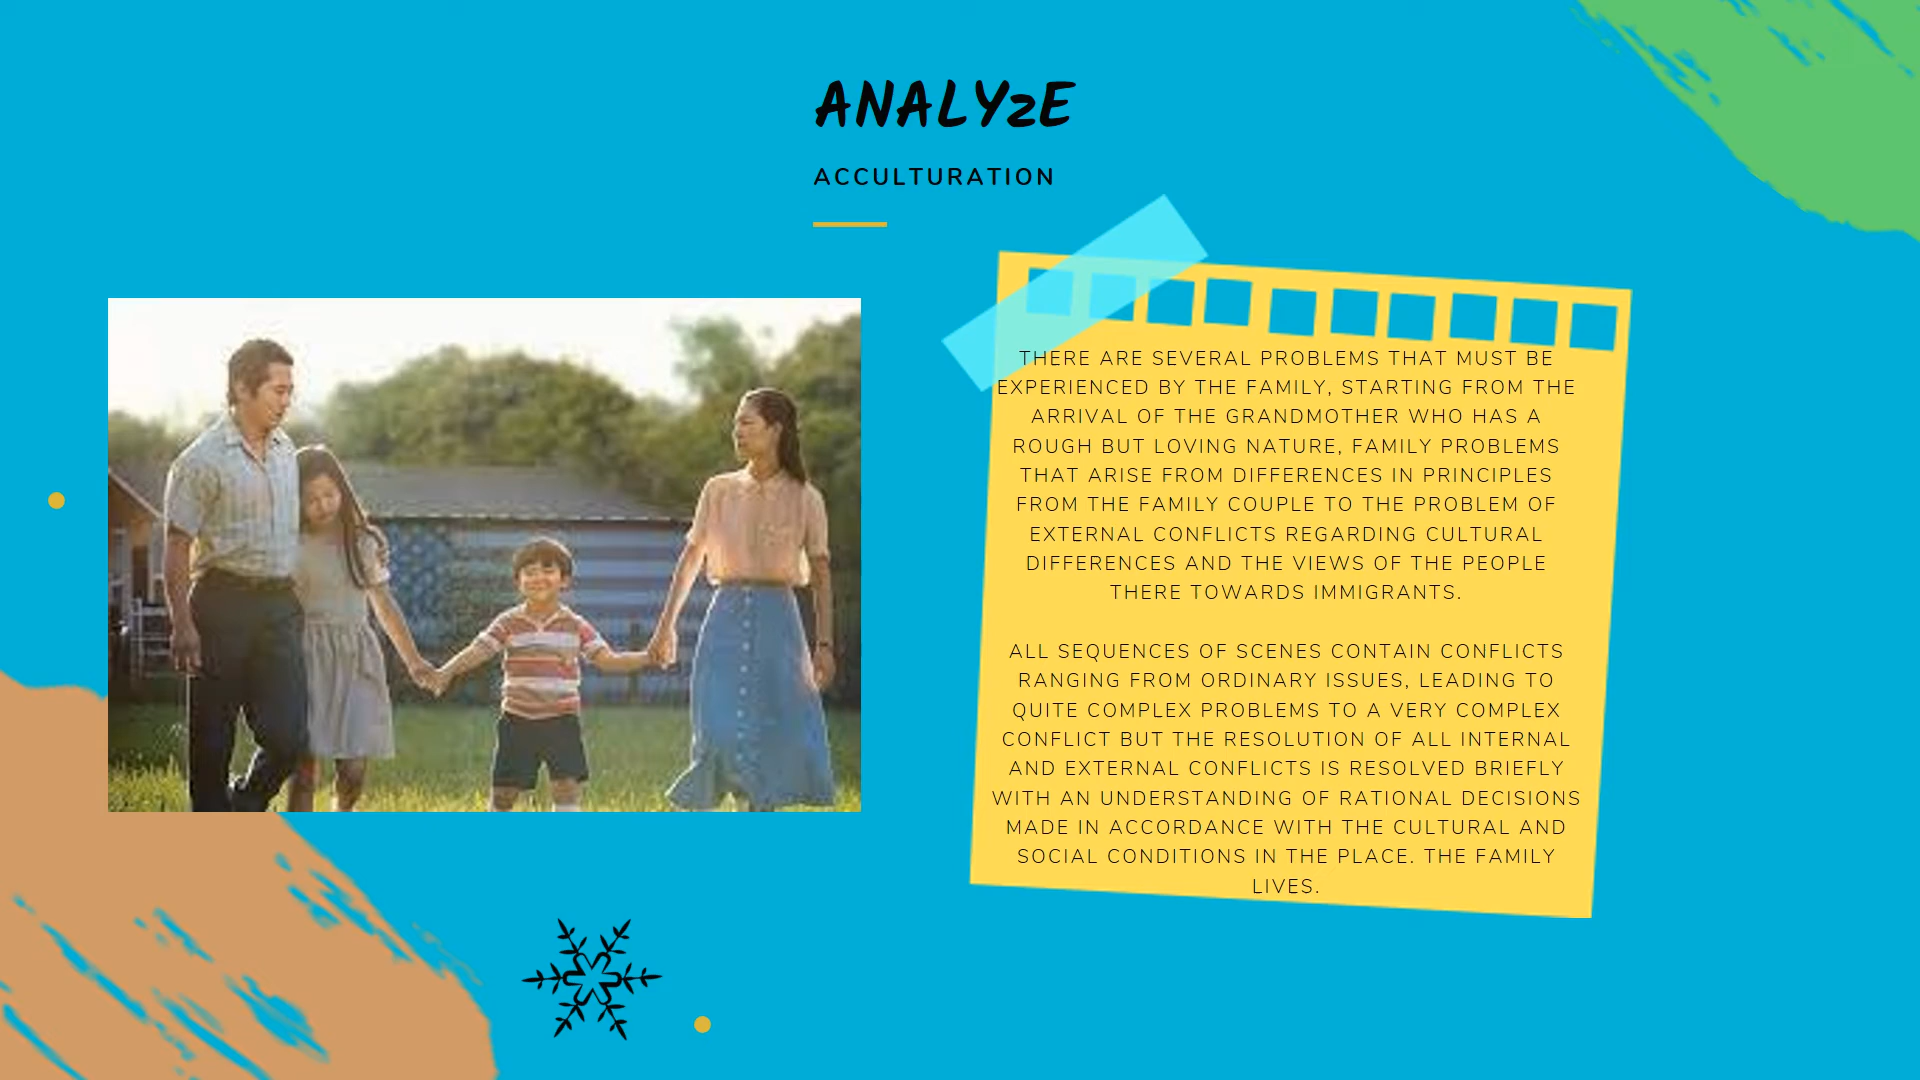 ANALYzE
ACCULTURATION
THERE ARE SEVERAL PROBLEMS THAT MUST BE
EXPERIENCED BY THE FAMILY, STARTING FROM THE
ARRIVAL OF THE GRANDMOTHER WHO HAS A
ROUGH BUT LOVING NATURE, FAMILY PROBLEMS
THAT ARISE FROM DIFFERENCES IN PRINCIPLES
FROM THE FAMILY COUPLE TO THE PROBLEM OF
EXTERNAL CONFLICTS REGARDING CULTURAL
DIFFERENCES AND THE VIEWS OF THE PEOPLE
THERE TOWARDS IMMIGRANTS.
ALL SEQUENCES OF SCENES CONTAIN CONFLICTS
RANGING FROM ORDINARY ISSUES, LEADING TO
QUITE COMPLEX PROBLEMS TO A VERY COMPLEX
CONFLICT BUT THE RESOLUTION OF ALL INTERNAL
AND EXTERNAL CONFLICTS IS RESOLVED BRIEFLY
WITH AN UNDERSTANDING OF RATIONAL DECISIONS
MADE IN ACCORDANCE WITH THE CULTURAL AND
SOCIAL CONDITIONS IN THE PLACE. THE FAMILY
LIVES.